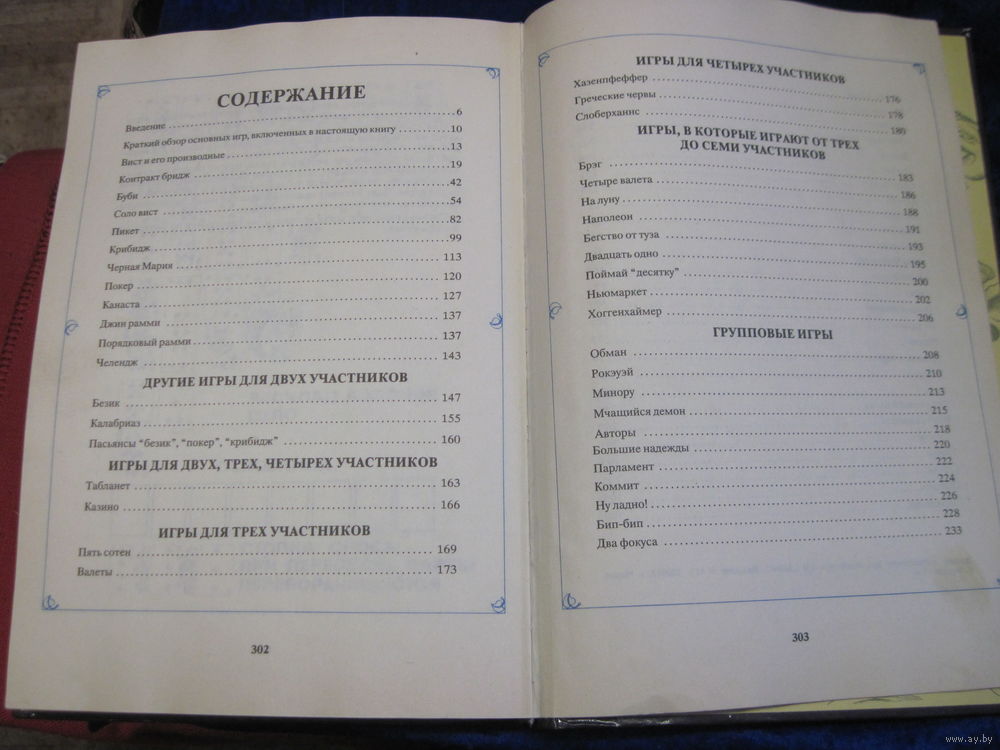 СОДЕРЖАНИЕ
Введение 6
Краткий обзор основных игр, включенных в настоящую книгу 10
Вист и его производные 13
Контракт бридж 19
Буби 42
Соло вист 54
Пикет 82
Крибидж 99
Черная Мария 113
Покер 120
Канаста 127
Джин рамми 137
Порядковый рамми 137
Челендж 143
ДРУГИЕ ИГРЫ ДЛЯ ДВУХ УЧАСТНИКОВ
Безик 147
Калабриаз 155
Пасьянсы “безик”, “покер”, “крибидж” 160
ИГРЫ ДЛЯ ДВУХ, ТРЕХ, ЧЕТЫРЕХ УЧАСТНИКОВ
Табланет 163
Казино 166
ИГРЫ ДЛЯ ТРЕХ УЧАСТНИКОВ
Пять сотен 169
Валеты 173
302
ИГРЫ ДЛЯ ЧЕТЫРЕХ УЧАСТНИКОВ
Хазенпфеффер 176
Греческие червы 178
Слоберханнс 180
ИГРЫ, В КОТОРЫЕ ИГРАЮТ ОТ ТРЕХ
ДО СЕМИ УЧАСТНИКОВ
Брэг 183
Четыре валета 186
На луну 188
Наполеон 191
Бегство от туза 193
Двадцать одно 195
Поймай “десятку” 200
Ньюмаркет 202
Хоггенхаймер 206
ГРУППОВЫЕ ИГРЫ
Обман 208
Рокэуэй 210
Минору 213
Мчащийся демон 215
Авторы 218
Большие надежды 220
Парламент 222
Коммит 224
Ну ладно! 226
Бип-бип 228
Два фокуса 233
303
www.ay.by